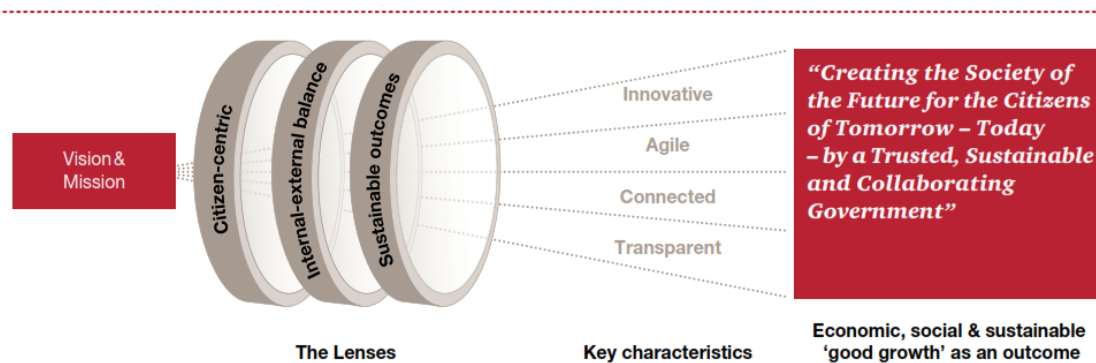 Vision &
Mission
Citizen-centric
Internal-external balance
Sustainable outcomes
Innovative
Agile
Connected
Transparent
“Creating the Society of
the Future for the Citizens
of Tomorrow – Today
– by a Trusted, Sustainable
and Collaborating
Government”
The Lenses
Key characteristics
Economic, social & sustainable
‘good growth’ as an outcome